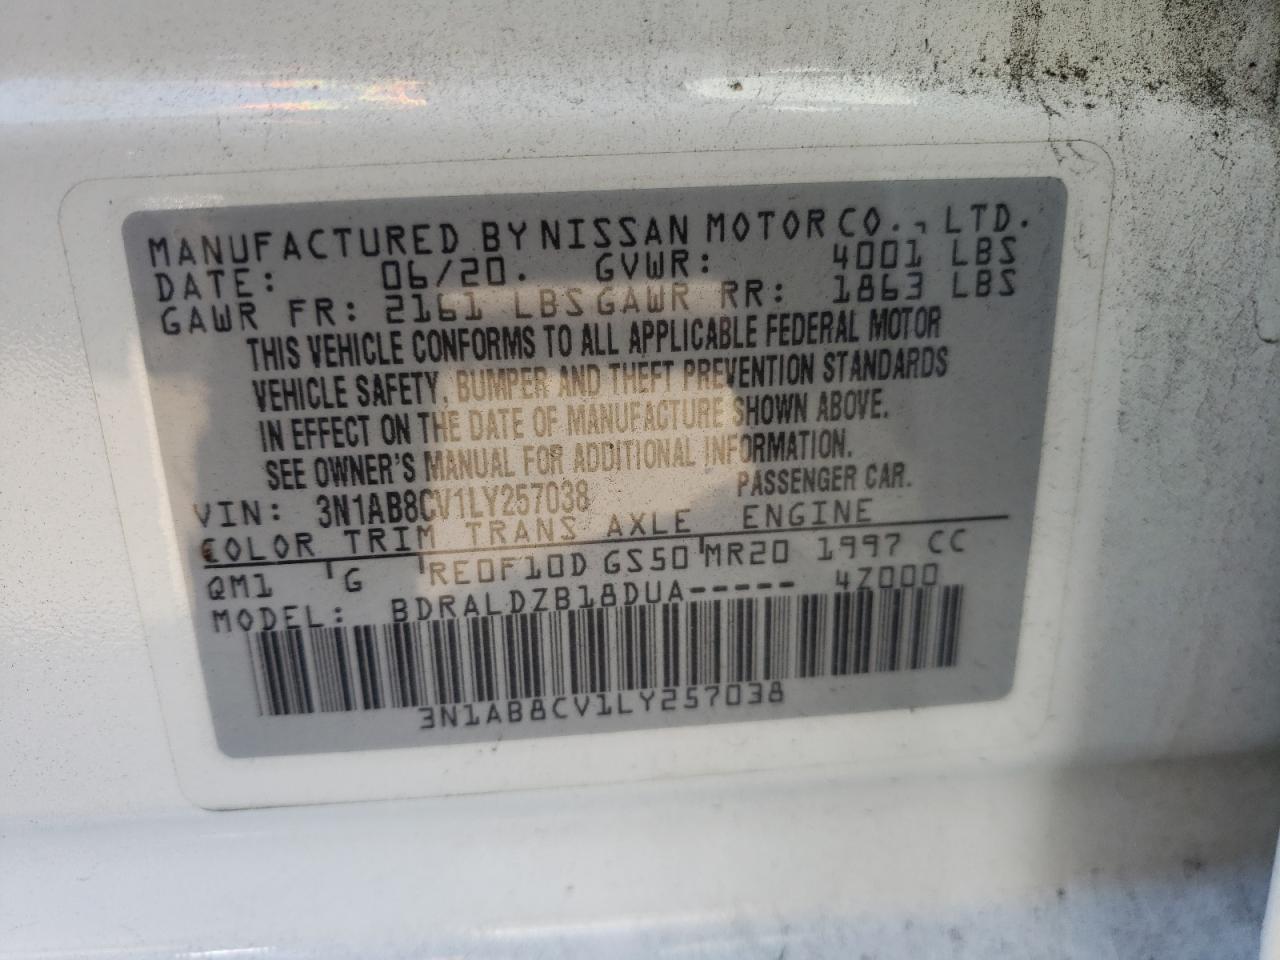 MANUFACTURED BY NISSAN MOTOR CO., LTD.
DATE: 06/20. GVWR: 4001 LBS
GAWR FR: 2161 LBS GAWR RR: 1863 LBS
THIS VEHICLE CONFORMS TO ALL APPLICABLE FEDERAL MOTOR
VEHICLE SAFETY, BUMPER AND THEFT PREVENTION STANDARDS
IN EFFECT ON THE DATE OF MANUFACTURE SHOWN ABOVE.
SEE OWNER'S MANUAL FOR ADDITIONAL INFORMATION.
VIN: 3N1AB8CV1LY257038 PASSENGER CAR.
COLOR TRIM TRANS AXLE ENGINE
QM1 'G 'RE0F10D GS50 'MR20 1997 CC
MODEL: BDRALDZB18DUA----- 4Z000
3N1AB8CV1LY257038